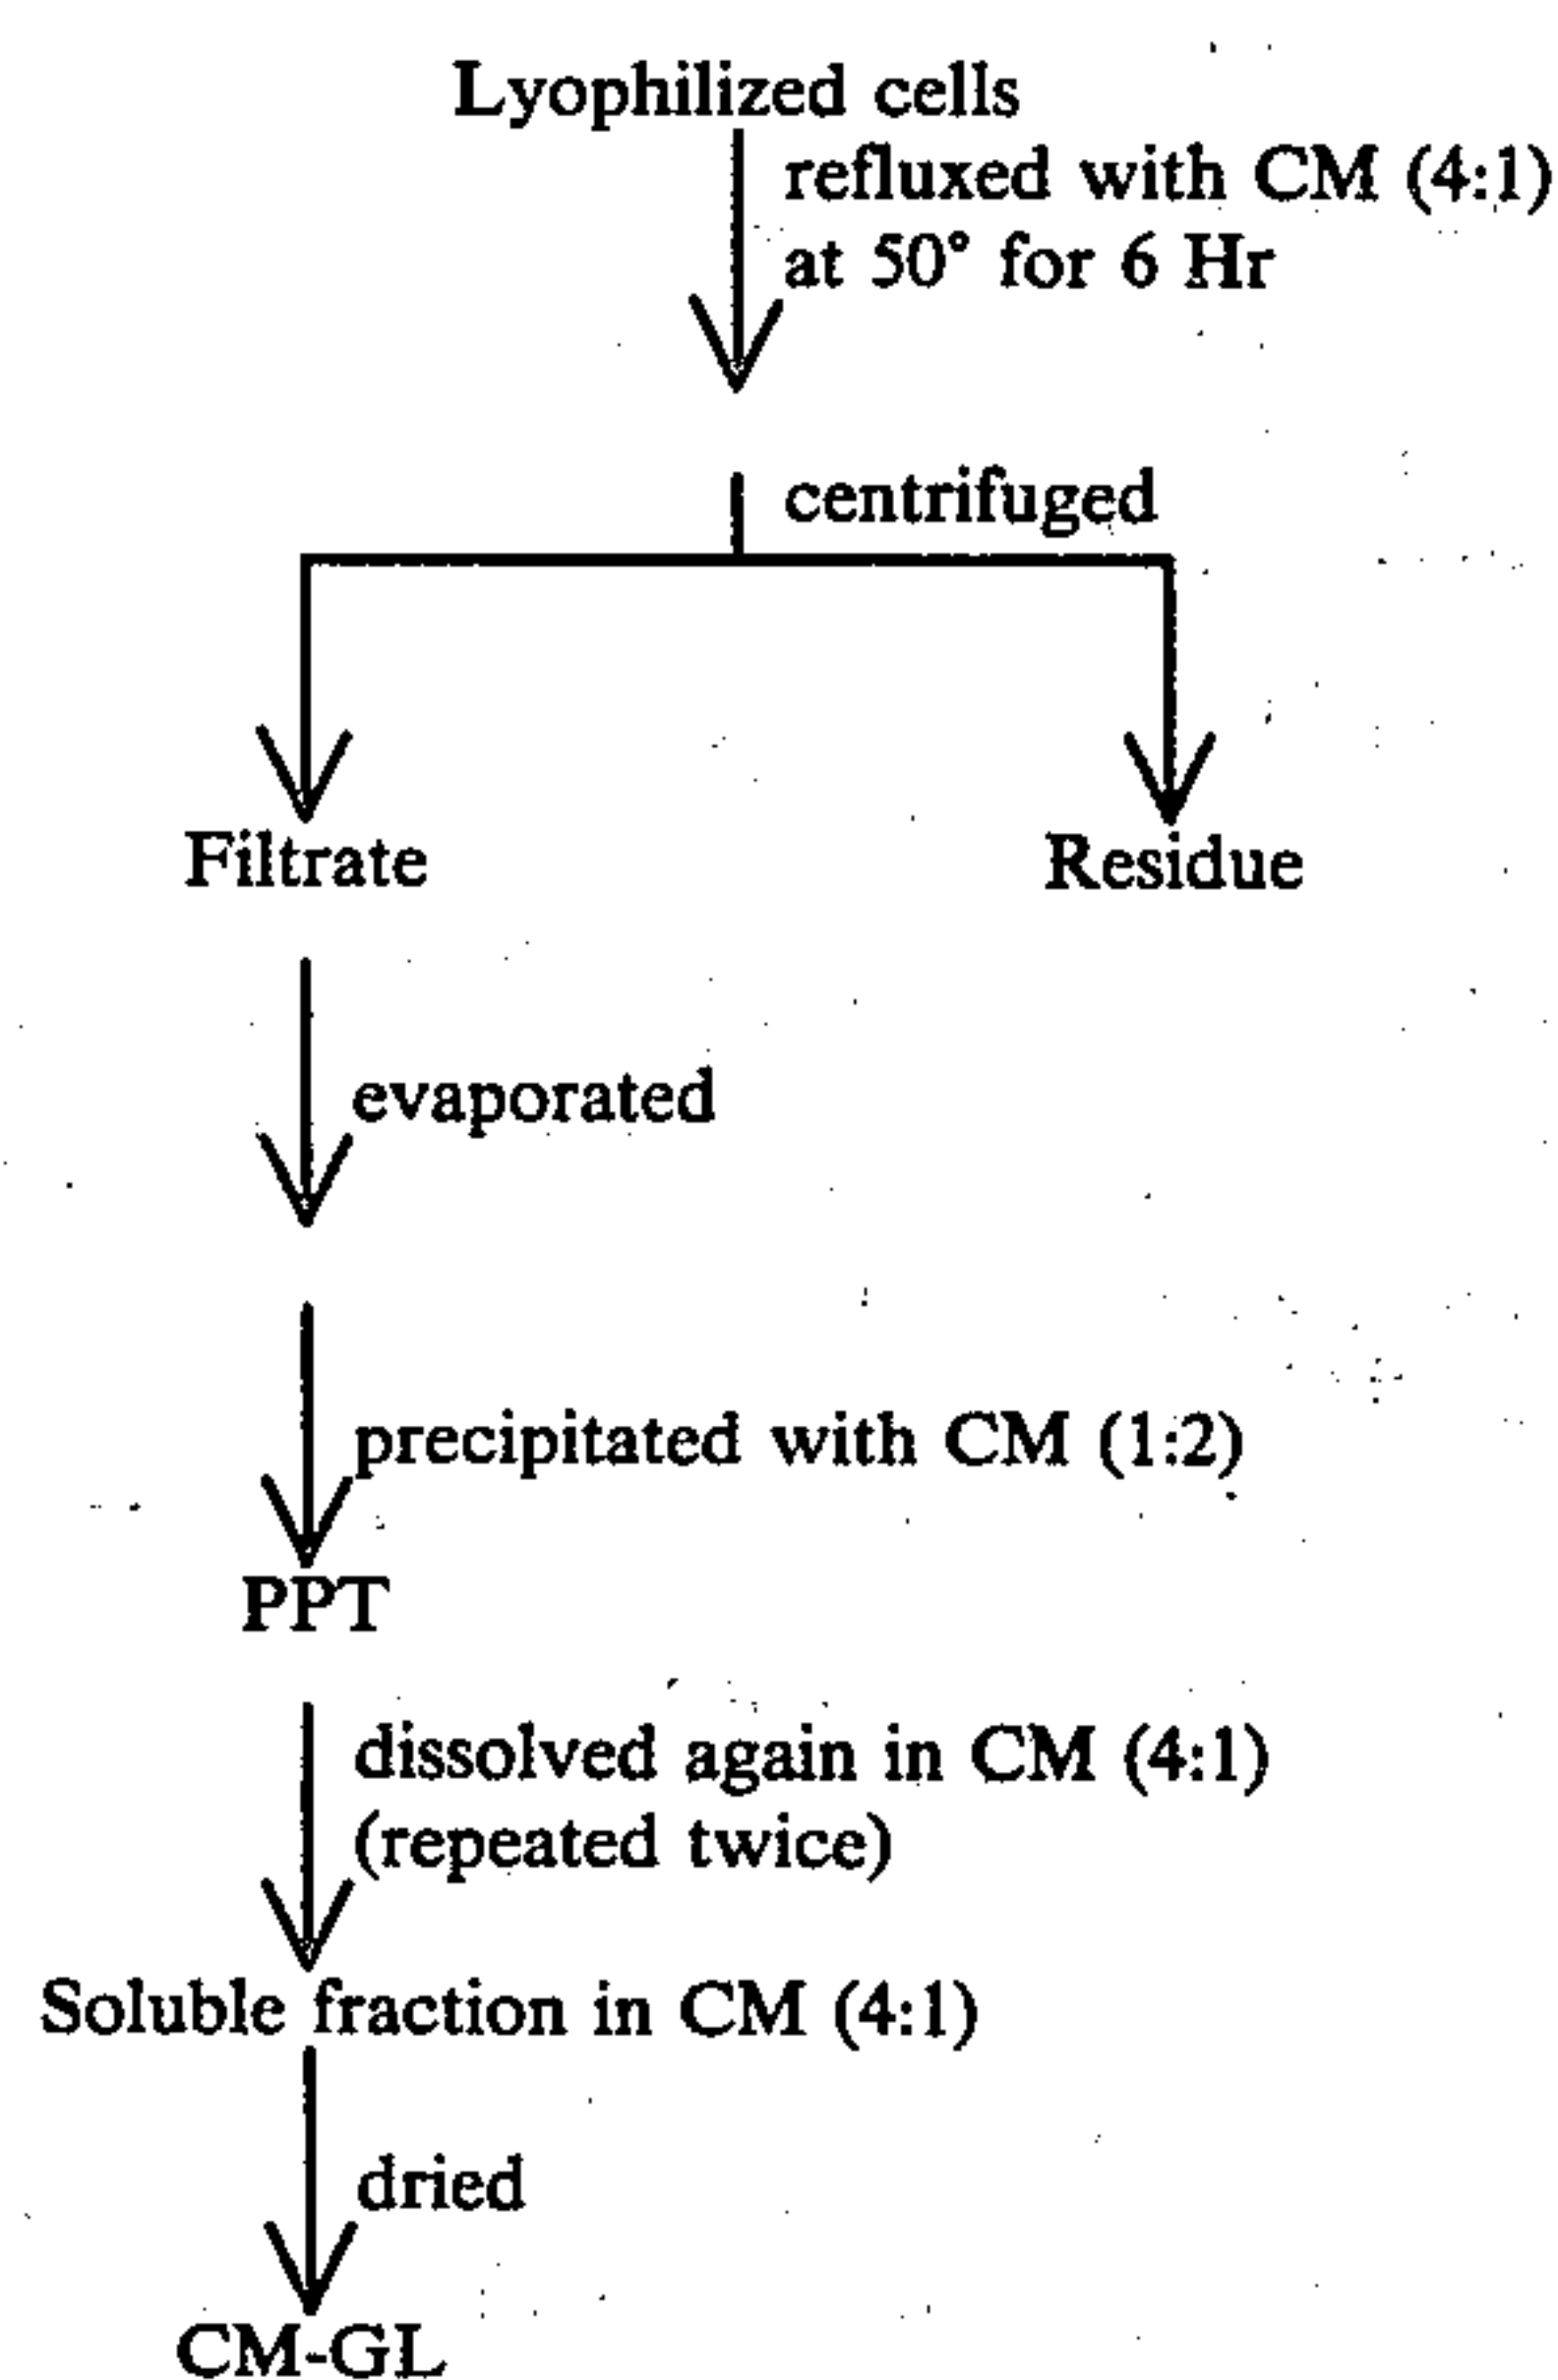 Lyophilized cells
refluxed with CM (4:1)
at 50° for 6 Hr
centrifuged
Filtrate
Residue
evaporated
precipitated with CM (1:2)
PPT
dissolved again in CM (4:1)
(repeated twice)
Soluble fraction in CM (4:1)
dried
CM-GL